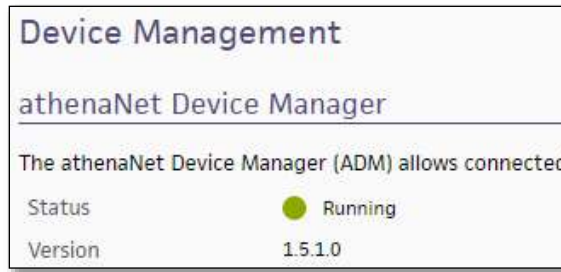 Device Management
athenaNet Device Manager
The athenaNet Device Manager (ADM) allows connected
Status Running
Version 1.5.1.0